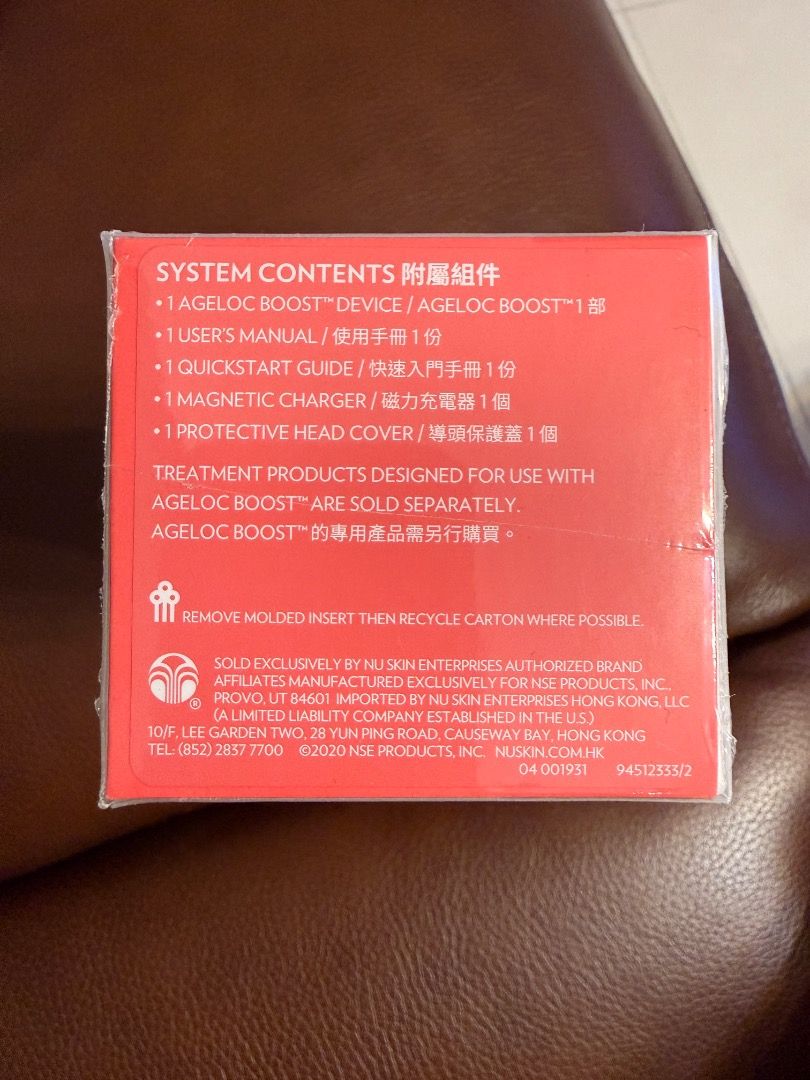 SYSTEM CONTENTS 附屬組件
• 1 AGELOC BOOST™ DEVICE / AGELOC BOOST™ 1 部
• 1 USER'S MANUAL / 使用手冊 1 份
• 1 QUICKSTART GUIDE / 快速入門手冊 1 份
• 1 MAGNETIC CHARGER / 磁力充電器 1 個
• 1 PROTECTIVE HEAD COVER / 導頭保護蓋 1 個
TREATMENT PRODUCTS DESIGNED FOR USE WITH
AGELOC BOOST™ ARE SOLD SEPARATELY.
AGELOC BOOST™ 的專用產品需另行購買。
REMOVE MOLDED INSERT THEN RECYCLE CARTON WHERE POSSIBLE.
SOLD EXCLUSIVELY BY NU SKIN ENTERPRISES AUTHORIZED BRAND
AFFILIATES MANUFACTURED EXCLUSIVELY FOR NSE PRODUCTS, INC.,
PROVO, UT 84601 IMPORTED BY NU SKIN ENTERPRISES HONG KONG, LLC
(A LIMITED LIABILITY COMPANY ESTABLISHED IN THE U.S.)
®
10/F, LEE GARDEN TWO, 28 YUN PING ROAD, CAUSEWAY BAY, HONG KONG
TEL: (852) 2837 7700 ©2020 NSE PRODUCTS, INC. NUSKIN.COM.HK
04 001931 94512333/2